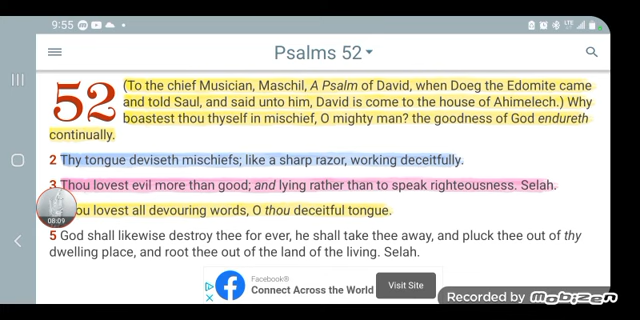 9:55
LTE
Psalms 52
52 (To the chief Musician, Maschil, A Psalm of David, when Doeg the Edomite came
and told Saul, and said unto him, David is come to the house of Ahimelech.) Why
boastest thou thyself in mischief, O mighty man? the goodness of God endureth
continually.
2 Thy tongue deviseth mischiefs; like a sharp razor, working deceitfully.
3 Thou lovest evil more than good; and lying rather than to speak righteousness. Selah.
ou lovest all devouring words, O thou deceitful tongue.
08:09
5 God shall likewise destroy thee for ever, he shall take thee away, and pluck thee out of thy
dwelling place, and root thee out of the land of the living. Selah.
Facebook®
Connect Across the World
Visit Site
Recorded by Mobizen